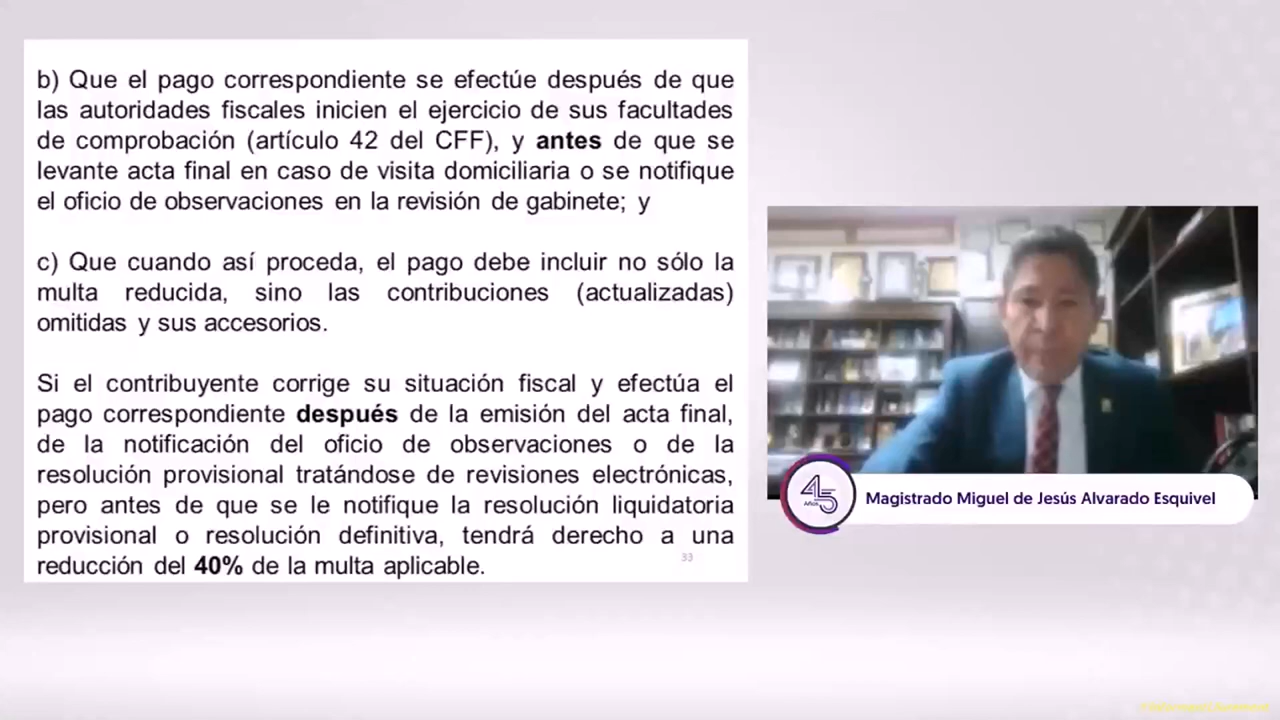 b) Que el pago correspondiente se efectúe después de que
las autoridades fiscales inicien el ejercicio de sus facultades
de comprobación (artículo 42 del CFF), y antes de que se
levante acta final en caso de visita domiciliaria o se notifique
el oficio de observaciones en la revisión de gabinete; y
c) Que cuando así proceda, el pago debe incluir no sólo la
multa reducida, sino las contribuciones (actualizadas)
omitidas y sus accesorios.
Si el contribuyente corrige su situación fiscal y efectúa el
pago correspondiente después de la emisión del acta final,
de la notificación del oficio de observaciones o de la
resolución provisional tratándose de revisiones electrónicas,
pero antes de que se le notifique la resolución liquidatoria
provisional o resolución definitiva, tendrá derecho a una
reducción del 40% de la multa aplicable.
33
45
Años
Magistrado Miguel de Jesús Alvarado Esquivel